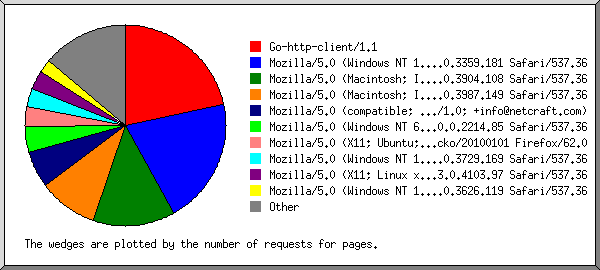 Go-http-client/1.1
Mozilla/5.0 (Windows NT 1....0.3359.181 Safari/537.36
Mozilla/5.0 (Macintosh; I....0.3904.108 Safari/537.36
Mozilla/5.0 (Macintosh; I....0.3987.149 Safari/537.36
Mozilla/5.0 (compatible; .../1.0; +info@netcraft.com)
Mozilla/5.0 (Windows NT 6...0.0.2214.85 Safari/537.36
Mozilla/5.0 (X11; Ubuntu;...cko/20100101 Firefox/62.0
Mozilla/5.0 (Windows NT 1....0.3729.169 Safari/537.36
Mozilla/5.0 (X11; Linux x...3.0.4103.97 Safari/537.36
Mozilla/5.0 (Windows NT 1....0.3626.119 Safari/537.36
Other
The wedges are plotted by the number of requests for pages.